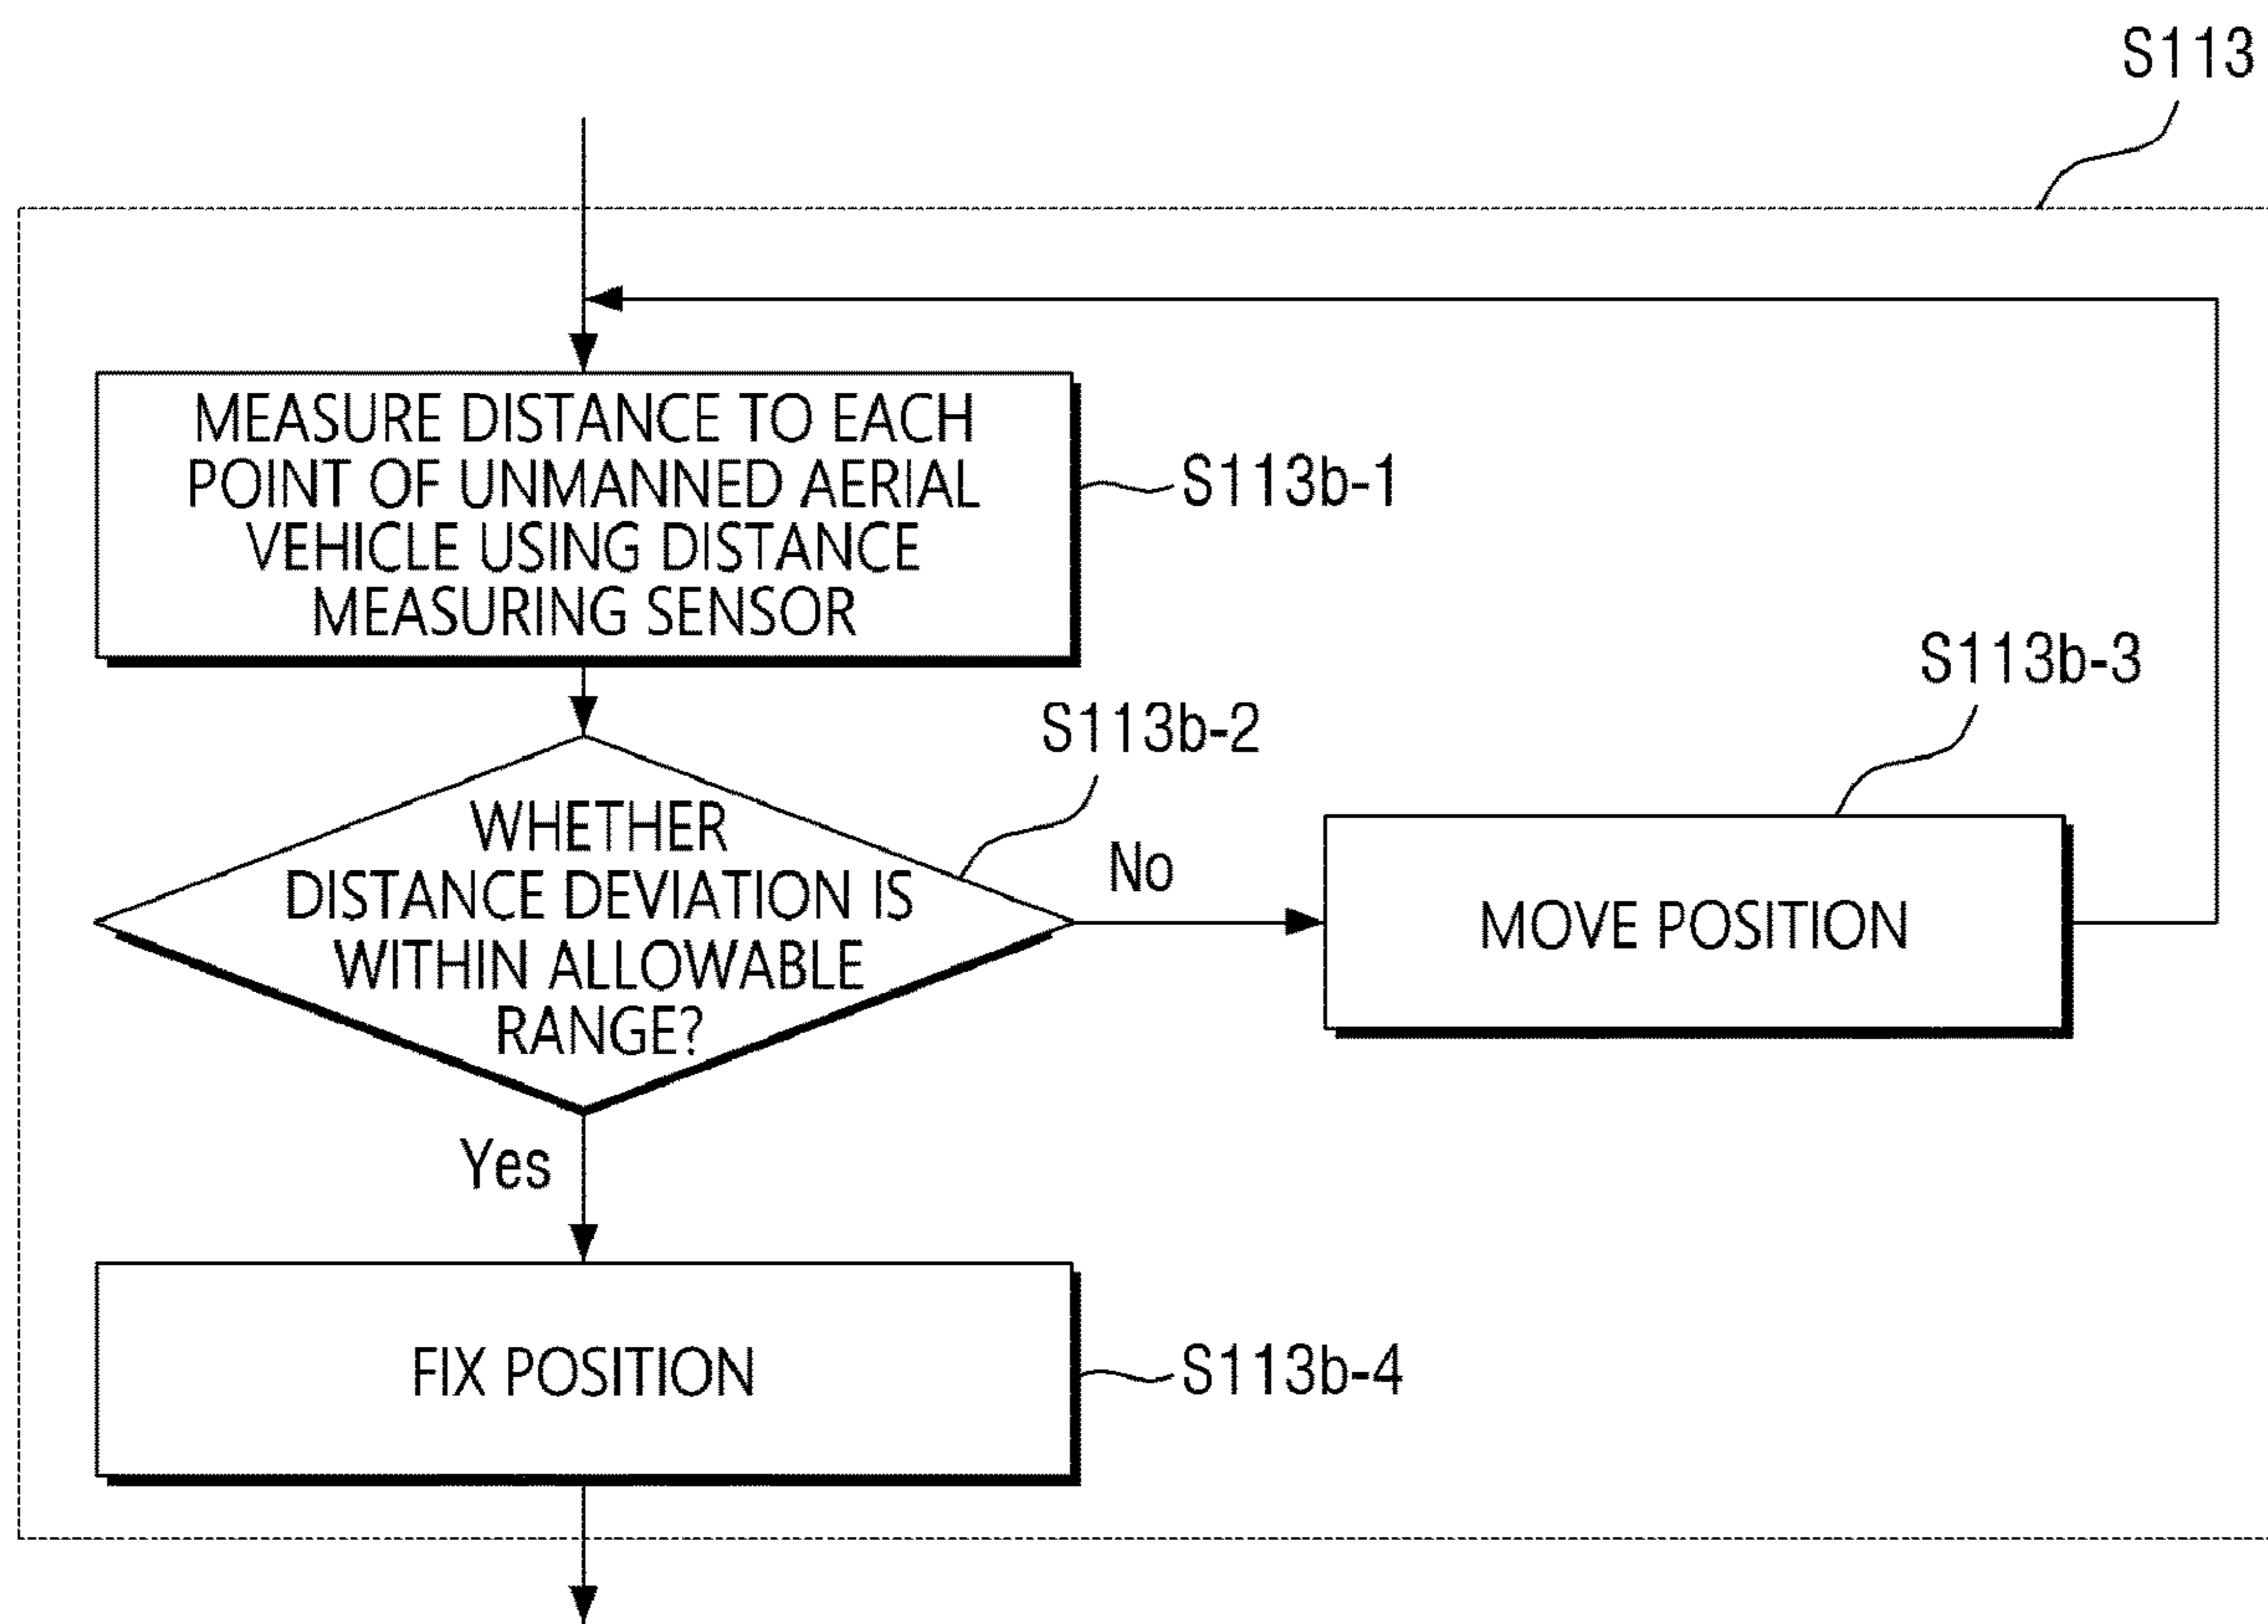 S113
MEASURE DISTANCE TO EACH
POINT OF UNMANNED AERIAL
VEHICLE USING DISTANCE
MEASURING SENSOR
S113b-1
S113b-2
S113b-3
WHETHER
DISTANCE DEVIATION IS
WITHIN ALLOWABLE
RANGE?
No
MOVE POSITION
Yes
FIX POSITION
S113b-4